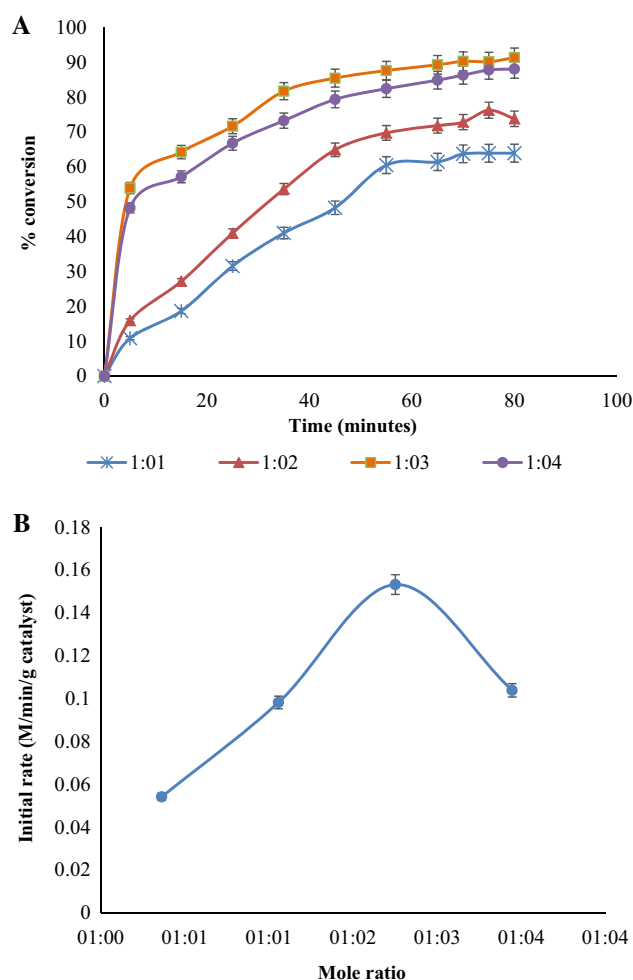 A
% conversion
100
90
80
70
60
50
40
30
20
10
0
0 20 40 60 80 100
Time (minutes)
1:01 1:02 1:03 1:04
B
Initial rate (M/min/g catalyst)
0.18
0.16
0.14
0.12
0.1
0.08
0.06
0.04
0.02
0
01:00 01:01 01:01 01:02 01:03 01:04 01:04
Mole ratio